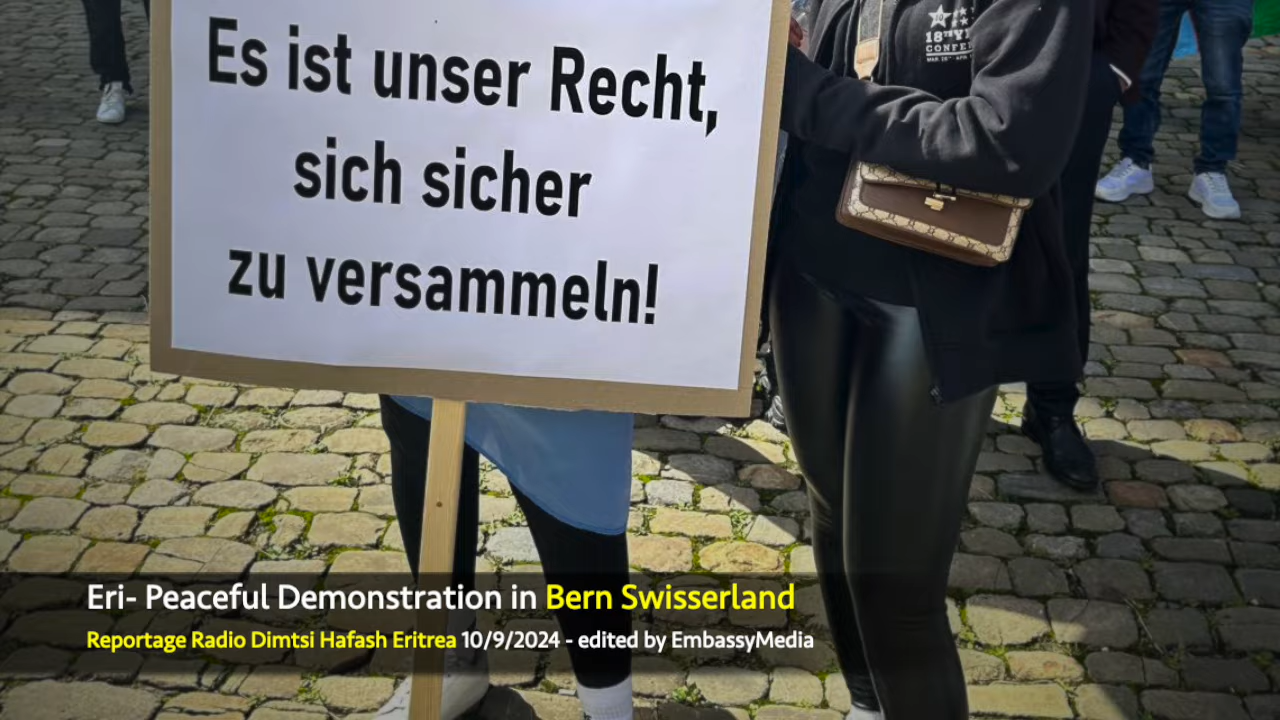 Es ist unser Recht,
sich sicher
zu versammeln!
18TH
Eri- Peaceful Demonstration in Bern Swisserland
Reportage Radio Dimtsi Hafash Eritrea 10/9/2024 - edited by EmbassyMedia